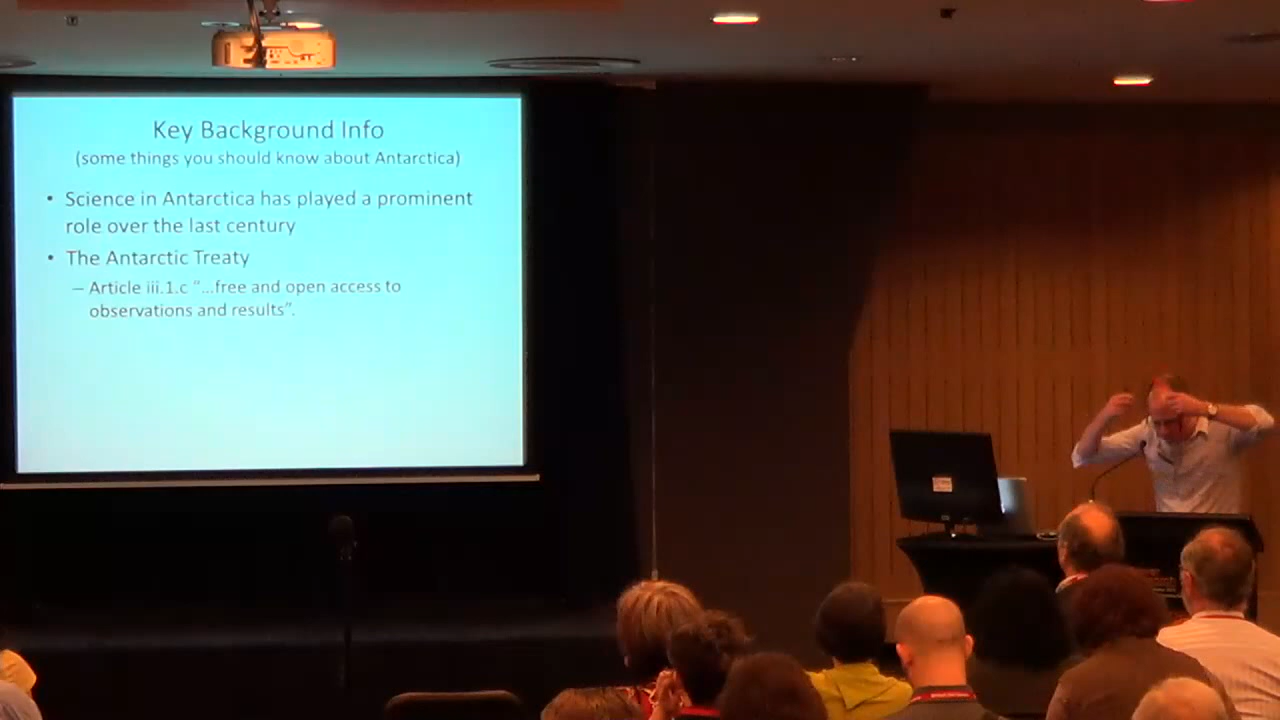 Key Background Info
(some things you should know about Antarctica)
• Science in Antarctica has played a prominent
role over the last century
• The Antarctic Treaty
– Article iii.1.c “…free and open access to
observations and results”.